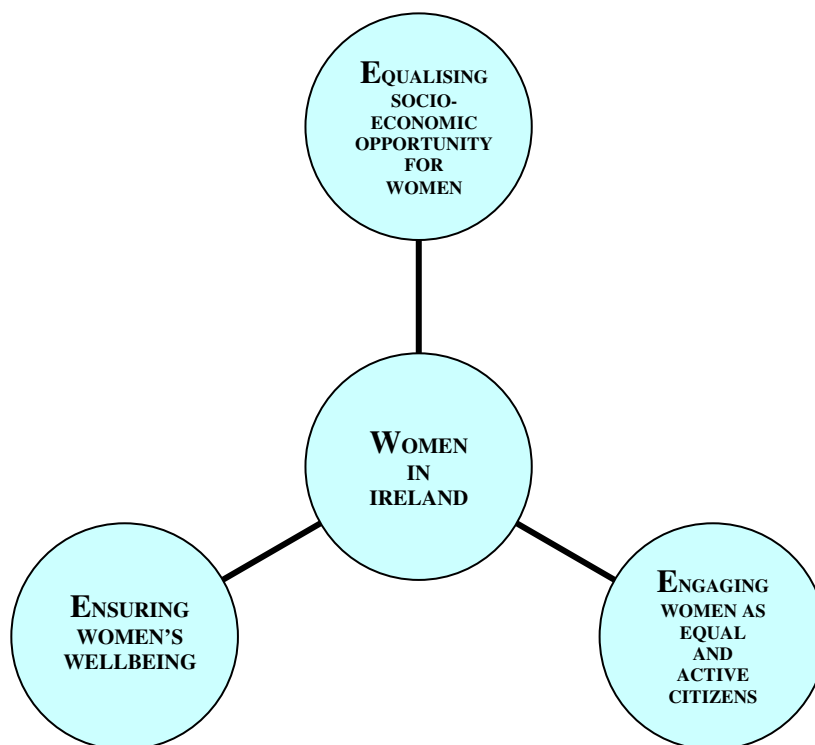 EQUALISING
SOCIO-
ECONOMIC
OPPORTUNITY
FOR
WOMEN
WOMEN
IN
IRELAND
ENSURING
WOMEN’S
WELLBEING
ENGAGING
WOMEN AS
EQUAL
AND
ACTIVE
CITIZENS